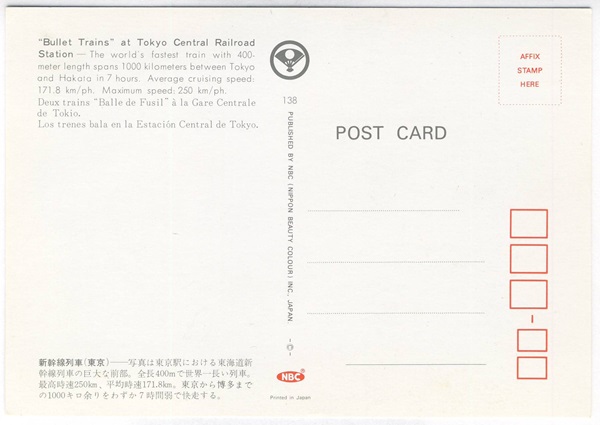 "Bullet Trains" at Tokyo Central Railroad
Station — The world's fastest train with 400-
meter length spans 1000 kilometers between Tokyo
and Hakata in 7 hours. Average cruising speed:
171.8 km/ph. Maximum speed: 250 km/ph.
Deux trains "Balle de Fusil" à la Gare Centrale
de Tokio.
Los trenes bala en la Estación Central de Tokyo.
新幹線列車(東京)——写真は東京駅における東海道新
幹線列車の巨大な前部。全長400mで世界一長い列車。
最高時速250km、平均時速171.8km。東京から博多まで
の1000キロ余りをわずか7時間弱で快走する。
138
PUBLISHED BY NBC (NIPPON BEAUTY COLOUR) INC., JAPAN.
NBC
Printed in Japan
POST CARD
AFFIX
STAMP
HERE